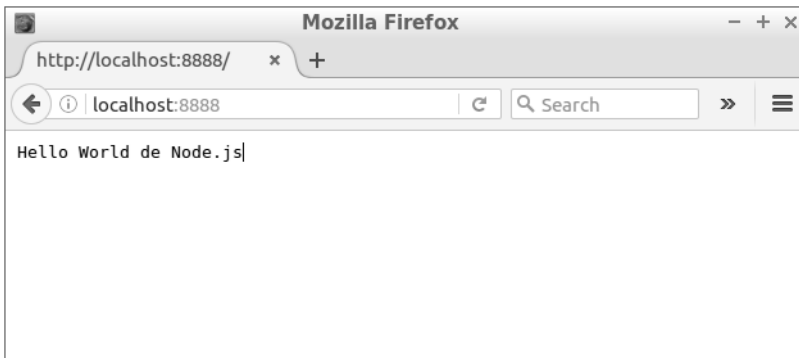 Mozilla Firefox
http://localhost:8888/
localhost:8888
Search
Hello World de Node.js